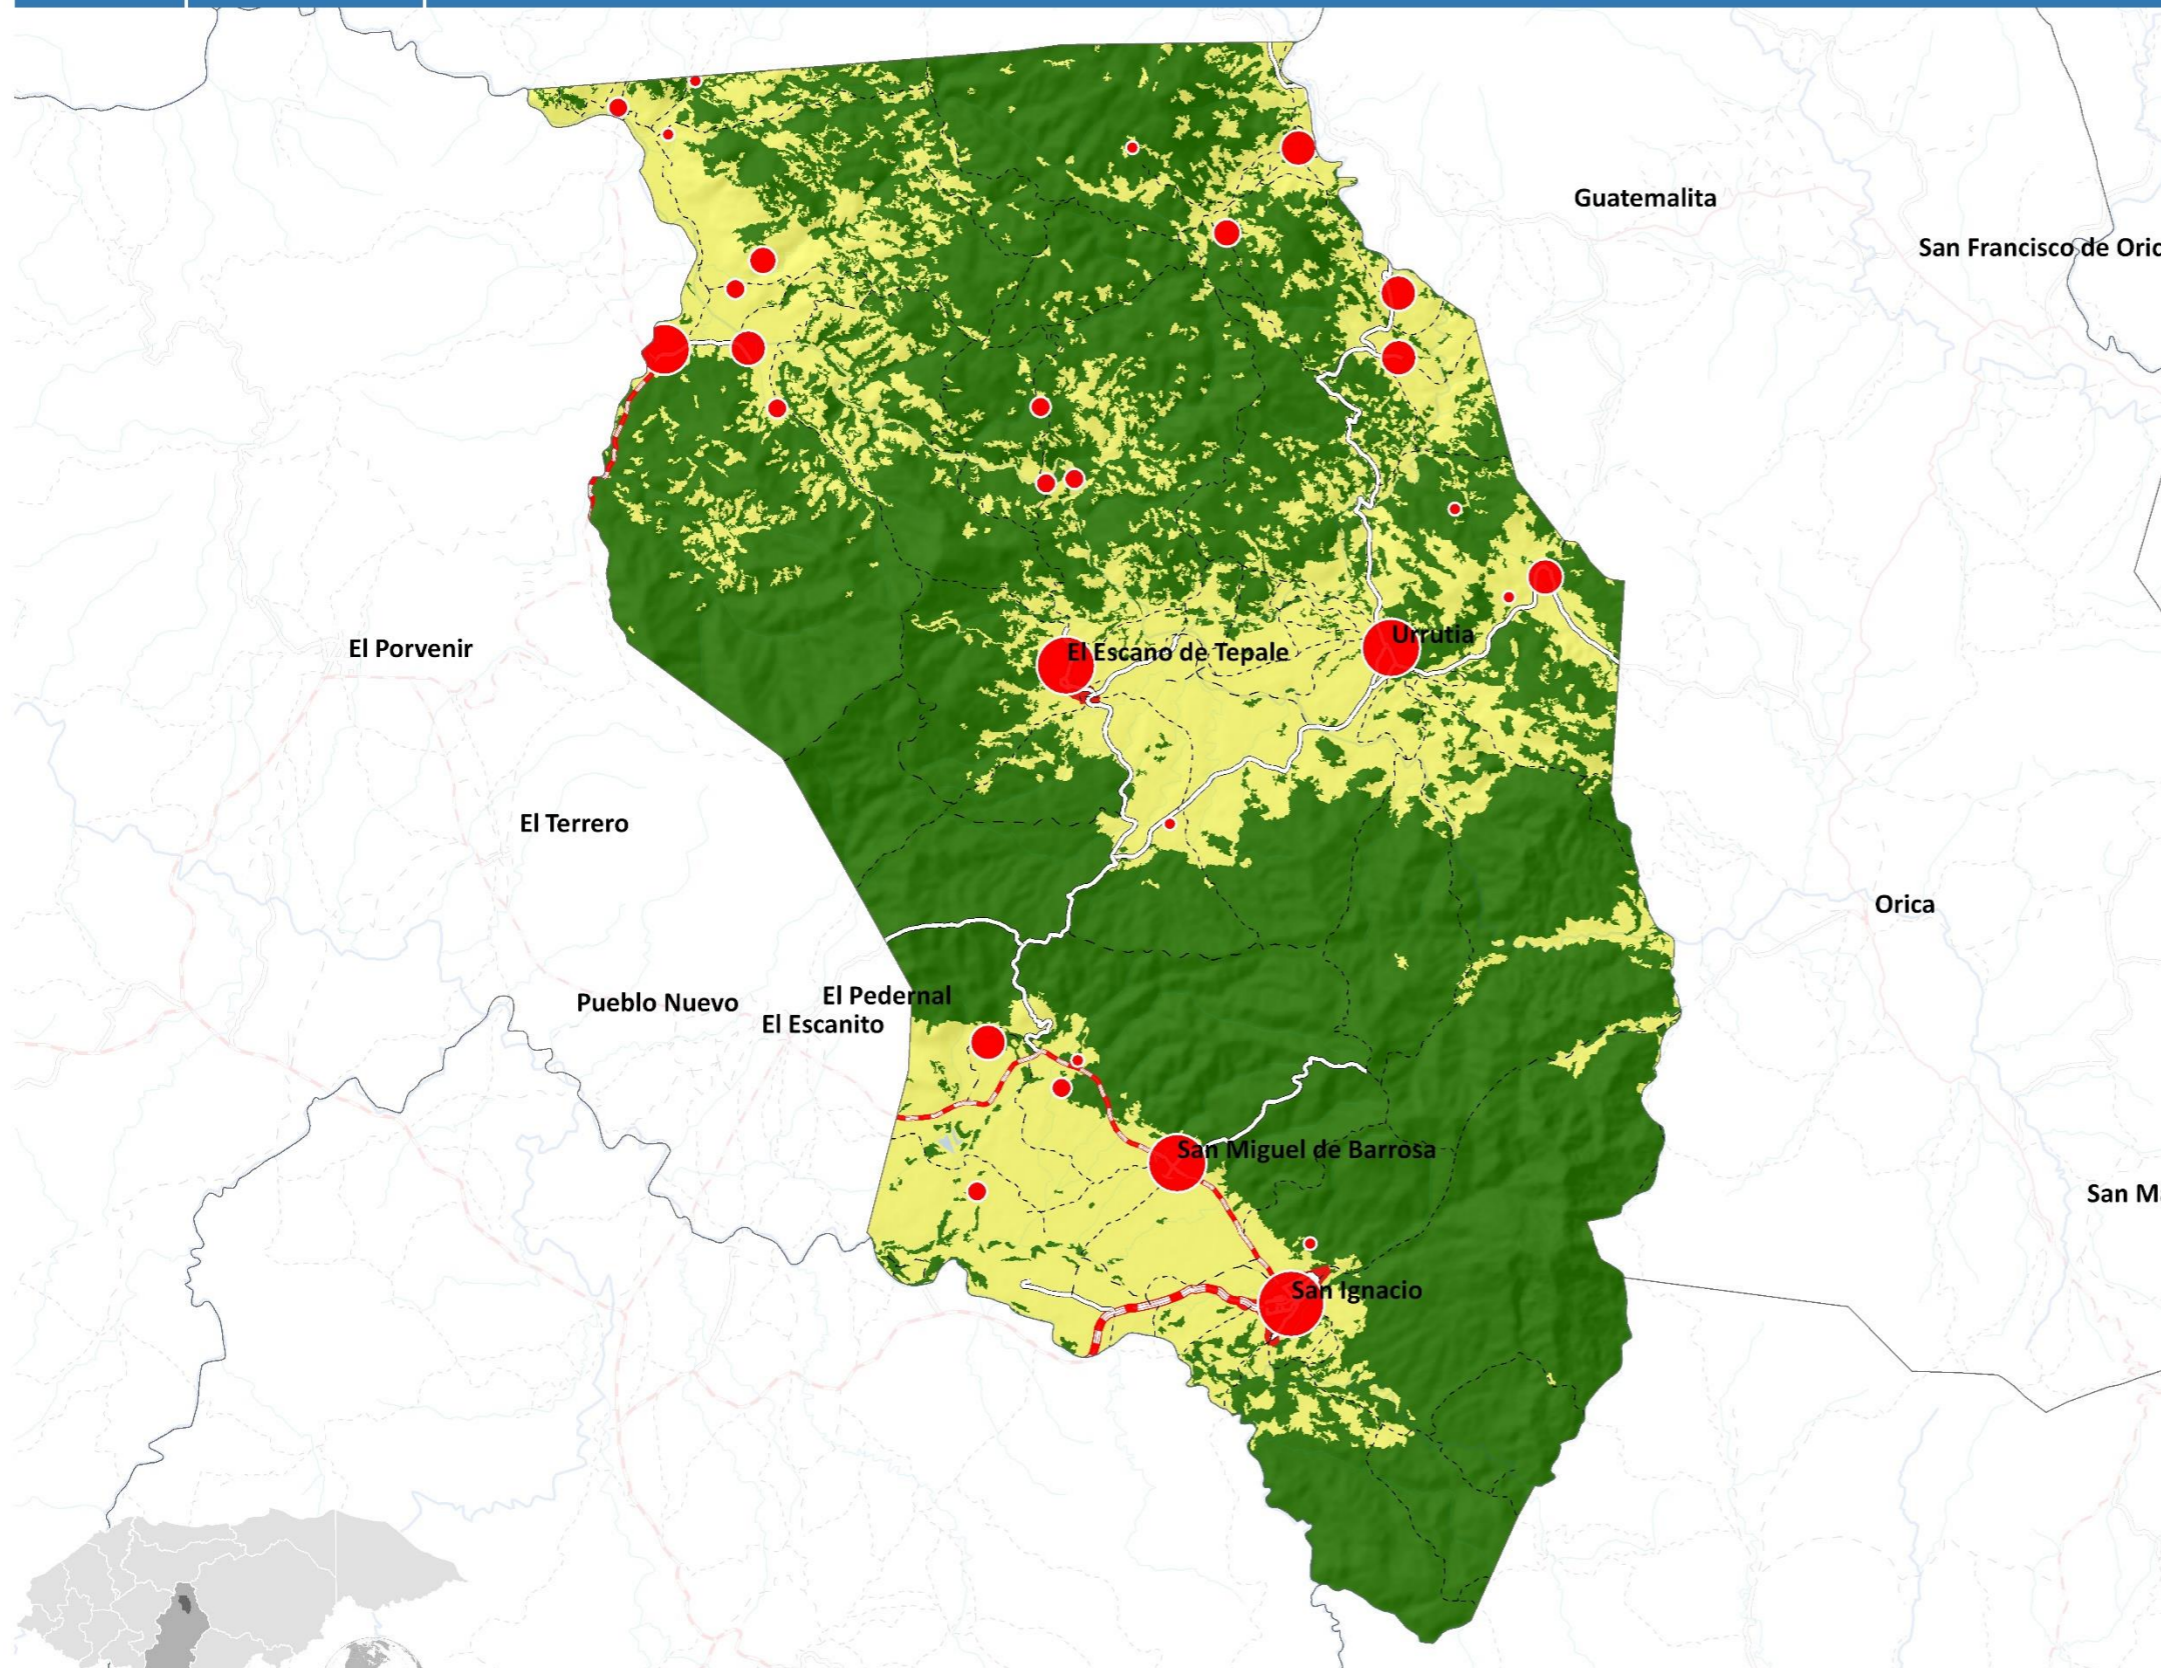 Guatemalita
San Francisco de Oric
Urrutia
El Escano de Tepale
El Porvenir
El Terrero
Orica
El Pedernal
Pueblo Nuevo
El Escanito
San Miguel de Barrosa
San M
San Ignacio